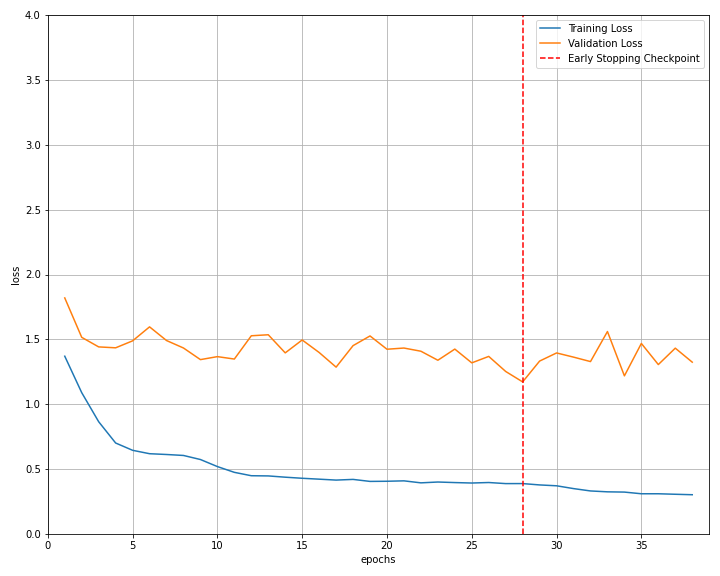 4.0
3.5
3.0
2.5
2.0
1.5
1.0
0.5
0.0
loss
0 5 10 15 20 25 30 35
epochs
Training Loss
Validation Loss
Early Stopping Checkpoint